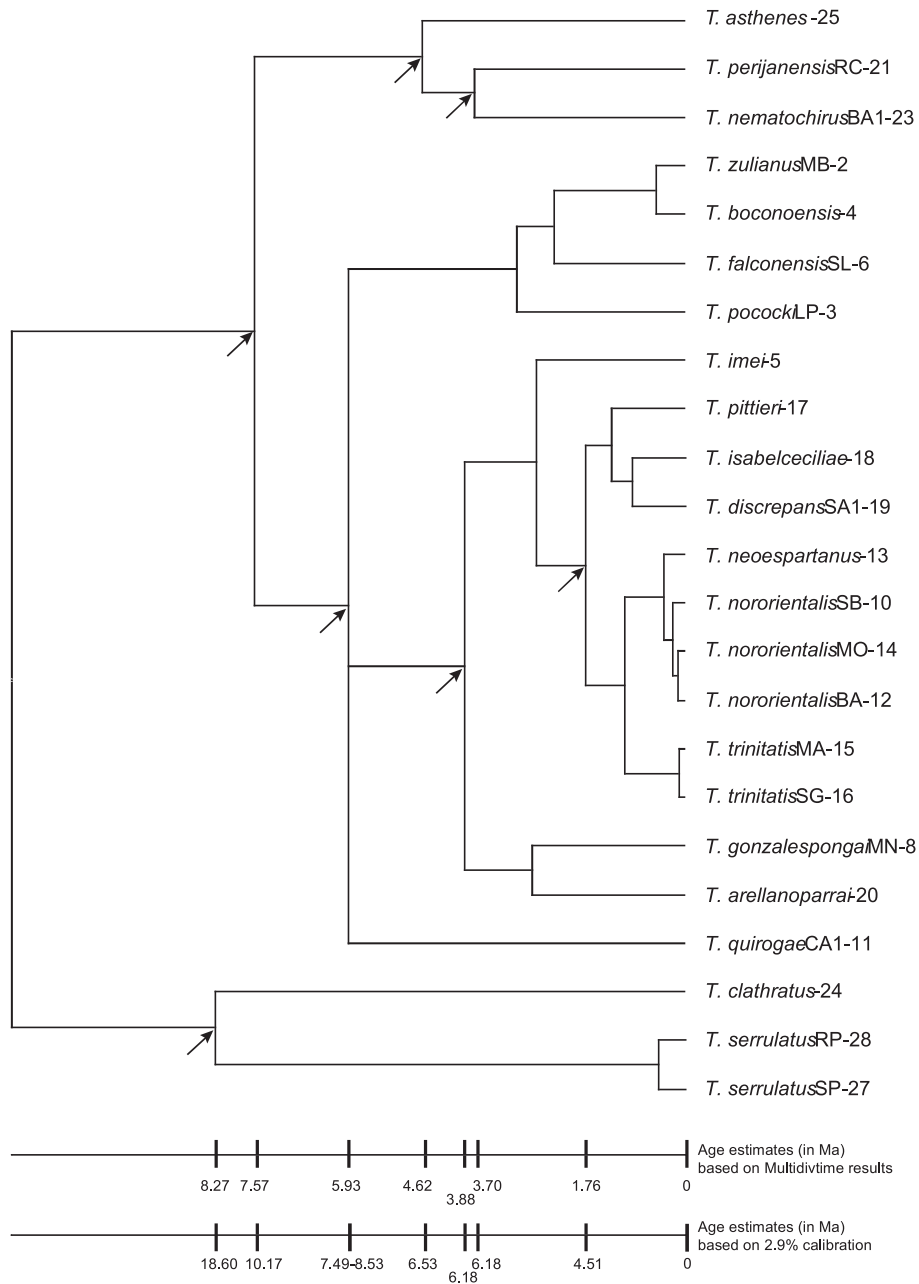 T. asthenes -25
T. perijanensisRC-21
T. nematochirusBA1-23
T. zulianusMB-2
T. boconoensis-4
T. falconensisSL-6
T. pocockiLP-3
T. imei-5
T. pittieri-17
T. isabelceciliae-18
T. discrepansSA1-19
T. neoespartanus-13
T. nororientalisSB-10
T. nororientalisMO-14
T. nororientalisBA-12
T. trinitatisMA-15
T. trinitatisSG-16
T. gonzalespongaiMN-8
T. arellanoparrai-20
T. quirogaeCA1-11
T. clathratus-24
T. serrulatusRP-28
T. serrulatusSP-27
Age estimates (in Ma)
based on Multidivtime results
8.27 7.57 5.93 4.62 3.88 3.70 1.76 0
Age estimates (in Ma)
based on 2.9% calibration
18.60 10.17 7.49-8.53 6.53 6.18 6.18 4.51 0